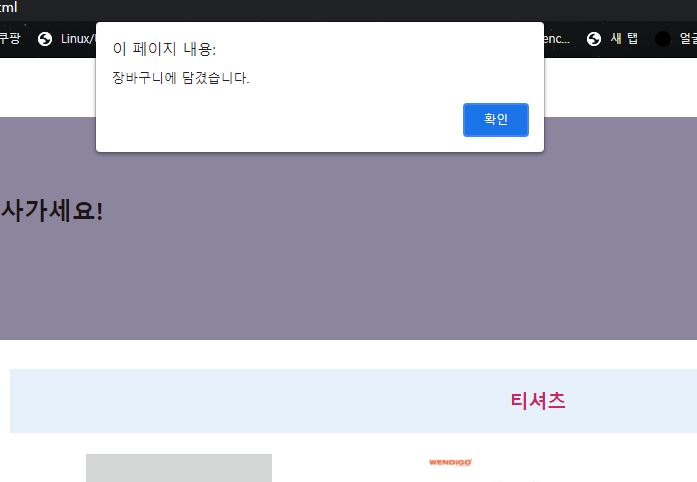 tml
쿠팡
Linux/
enc...
새 탭
얼굴
이 페이지 내용:
장바구니에 담겼습니다.
확인
사가세요!
티셔츠
WENDIGO